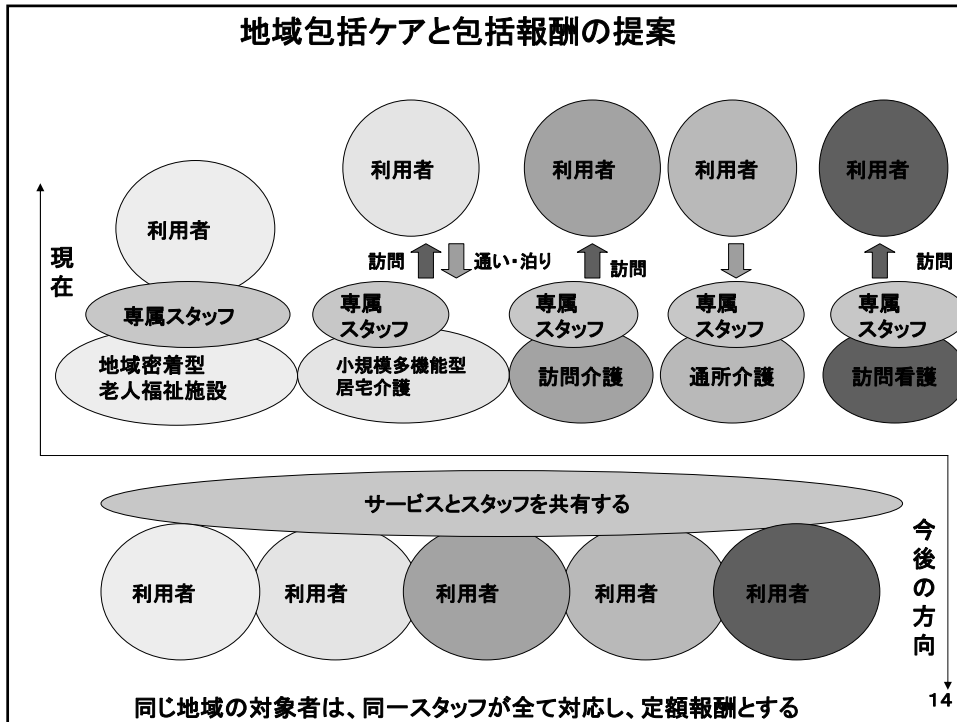 地域包括ケアと包括報酬の提案
現在
利用者
専属スタッフ
地域密着型
老人福祉施設
利用者
訪問
通い・泊り
専属
スタッフ
小規模多機能型
居宅介護
利用者
訪問
専属
スタッフ
訪問介護
利用者
専属
スタッフ
通所介護
利用者
訪問
専属
スタッフ
訪問看護
サービスとスタッフを共有する
利用者
利用者
利用者
利用者
利用者
今後の方向
同じ地域の対象者は、同一スタッフが全て対応し、定額報酬とする
14